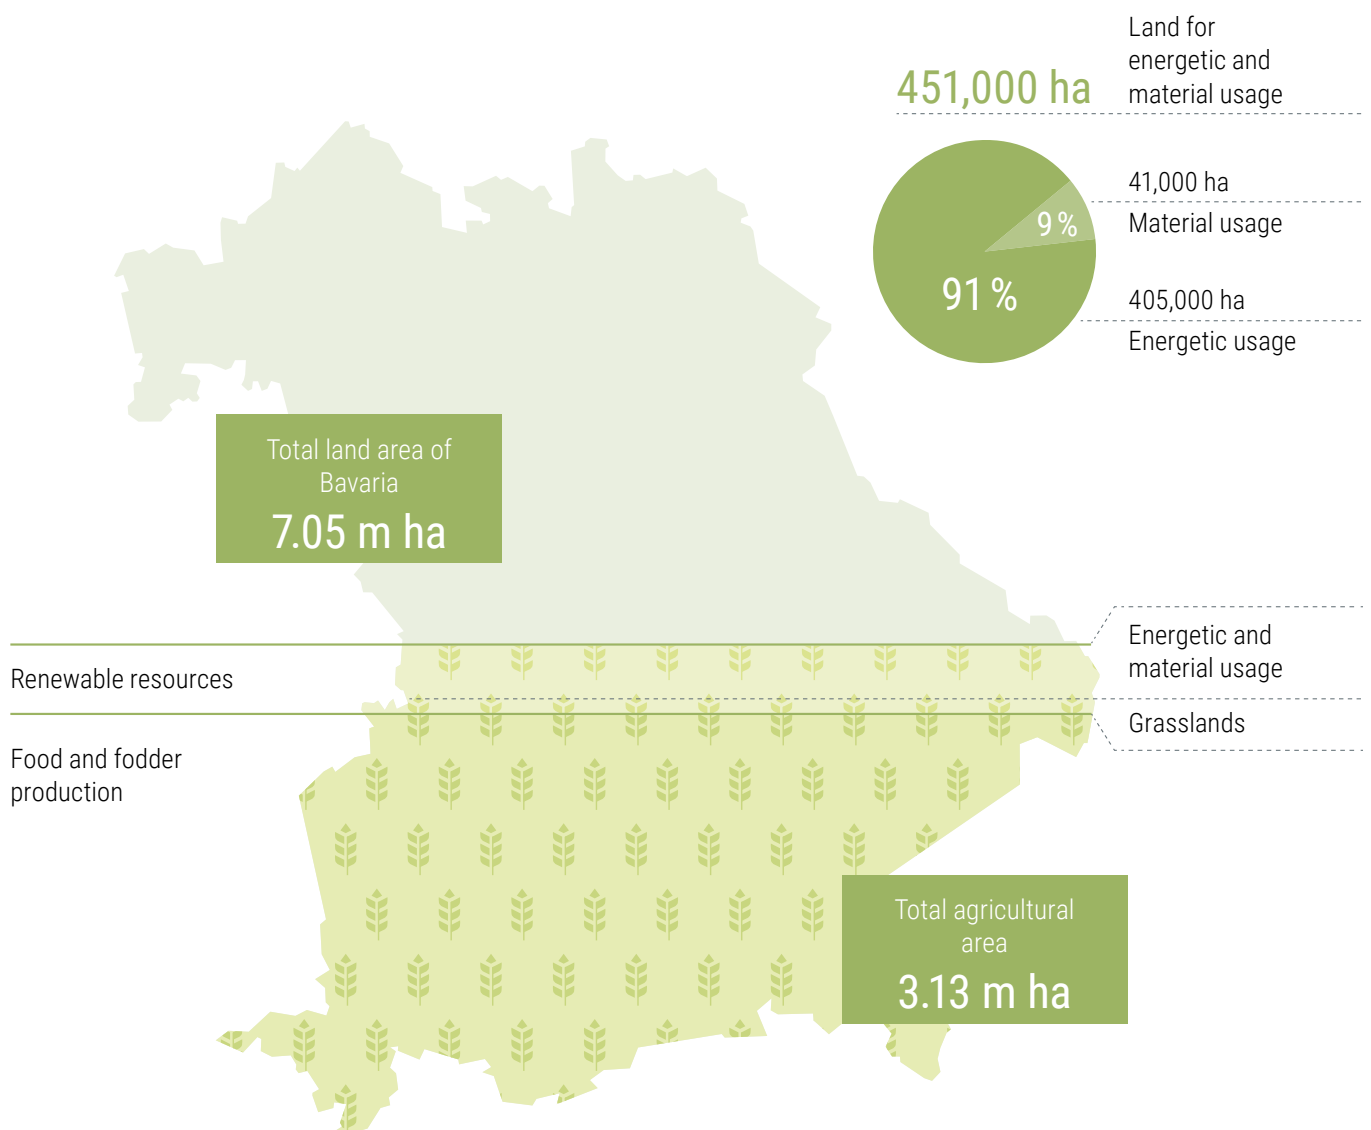 451,000 ha
Land for
energetic and
material usage
41,000 ha
Material usage
9 %
91 %
405,000 ha
Energetic usage
Total land area of
Bavaria
7.05 m ha
Energetic and
material usage
Renewable resources
Grasslands
Food and fodder
production
Total agricultural
area
3.13 m ha